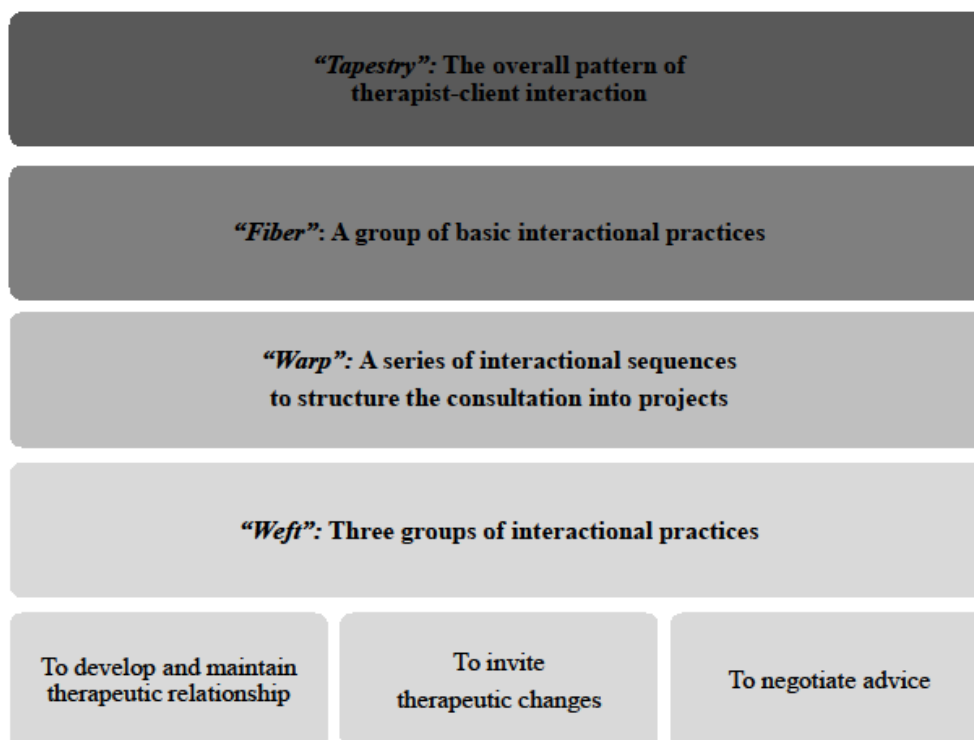 “Tapestry”: The overall pattern of
therapist-client interaction
“Fiber”: A group of basic interactional practices
“Warp”: A series of interactional sequences
to structure the consultation into projects
“Weft”: Three groups of interactional practices
To develop and maintain
therapeutic relationship
To invite
therapeutic changes
To negotiate advice